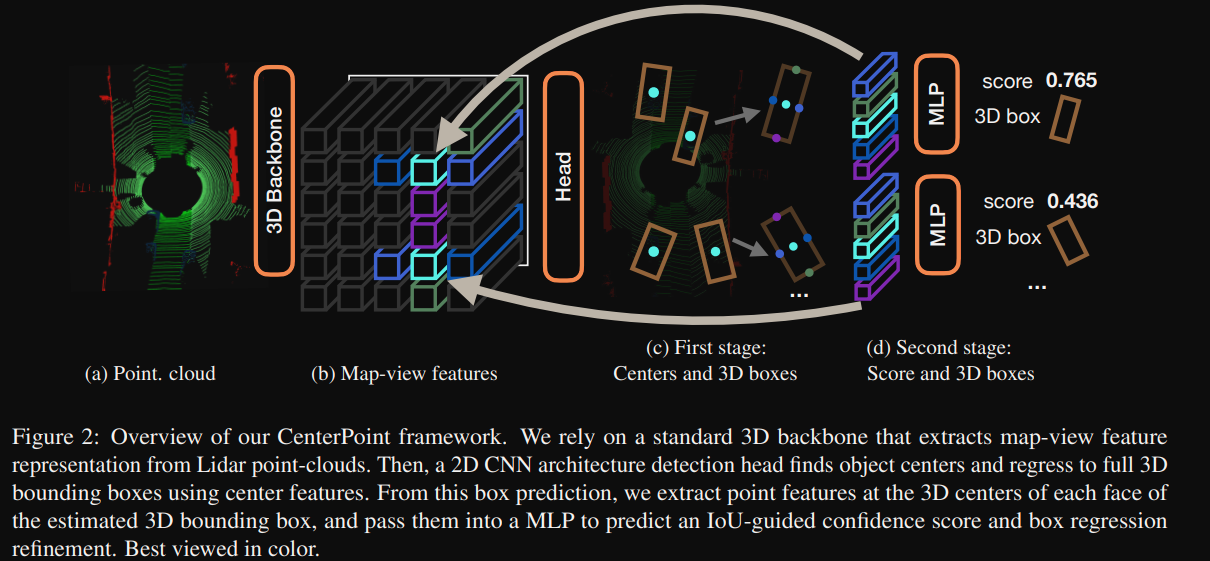 3D Backbone
Head
MLP
score 0.765
3D box
MLP
score 0.436
3D box
...
...
(a) Point. cloud
(b) Map-view features
(c) First stage:
Centers and 3D boxes
(d) Second stage:
Score and 3D boxes
Figure 2: Overview of our CenterPoint framework. We rely on a standard 3D backbone that extracts map-view feature
representation from Lidar point-clouds. Then, a 2D CNN architecture detection head finds object centers and regress to full 3D
bounding boxes using center features. From this box prediction, we extract point features at the 3D centers of each face of
the estimated 3D bounding box, and pass them into a MLP to predict an IoU-guided confidence score and box regression
refinement. Best viewed in color.